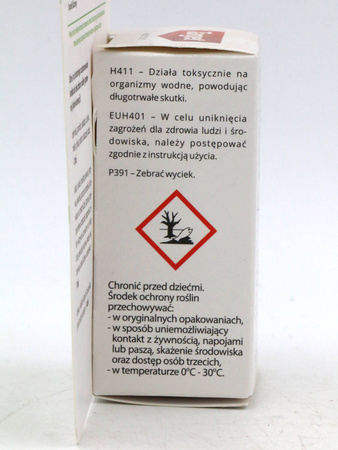 H411 – Działa toksycznie na
organizmy wodne, powodując
długotrwałe skutki.
EUH401 – W celu uniknięcia
zagrożeń dla zdrowia ludzi i śro-
dowiska, należy postępować
zgodnie z instrukcją użycia.
P391 – Zebrać wyciek.
Chronić przed dziećmi.
Środek ochrony roślin
przechowywać:
- w oryginalnych opakowaniach,
- w sposób uniemożliwiający
kontakt z żywnością, napojami
lub paszą, skażenie środowiska
oraz dostęp osób trzecich,
- w temperaturze 0°C - 30°C.